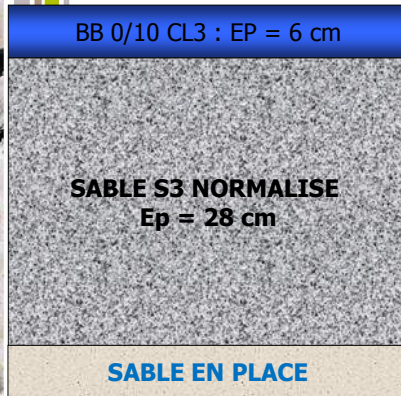 BB 0/10 CL3 : EP = 6 cm
SABLE S3 NORMALISE
Ep = 28 cm
SABLE EN PLACE